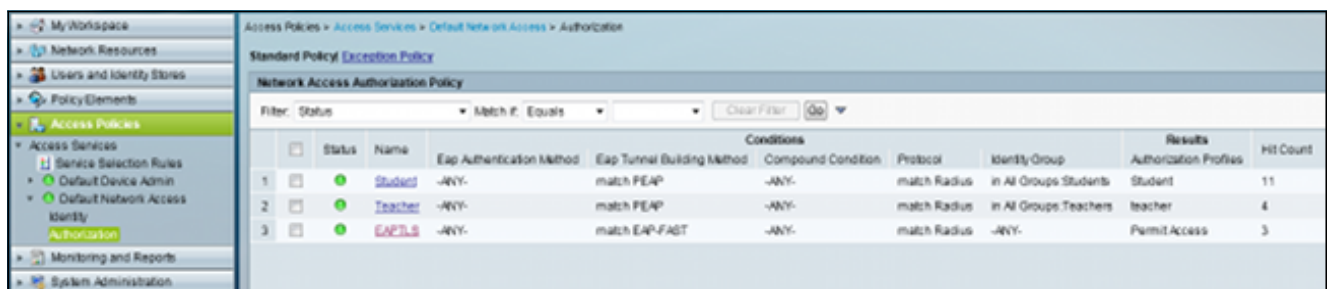 My Workspace
Network Resources
Users and Identity Stores
Policy Elements
Access Policies
Access Services
Service Selection Rules
Default Device Admin
Default Network Access
Identity
Authorization
Monitoring and Reports
System Administration
Access Policies > Access Services > Default Network Access > Authorization
Standard Policy| Exception Policy
Network Access Authorization Policy
Filter: Status Match if: Equals Clear Filter Go
Conditions Results
Status Name Eap Authentication Method Eap Tunnel Building Method Compound Condition Protocol Identity Group Authorization Profiles Hit Count
1 Student -ANY- match PEAP -ANY- match Radius in All Groups:Students Student 11
2 Teacher -ANY- match PEAP -ANY- match Radius in All Groups:Teachers teacher 4
3 EAPTLS -ANY- match EAP-FAST -ANY- match Radius -ANY- Permit Access 3